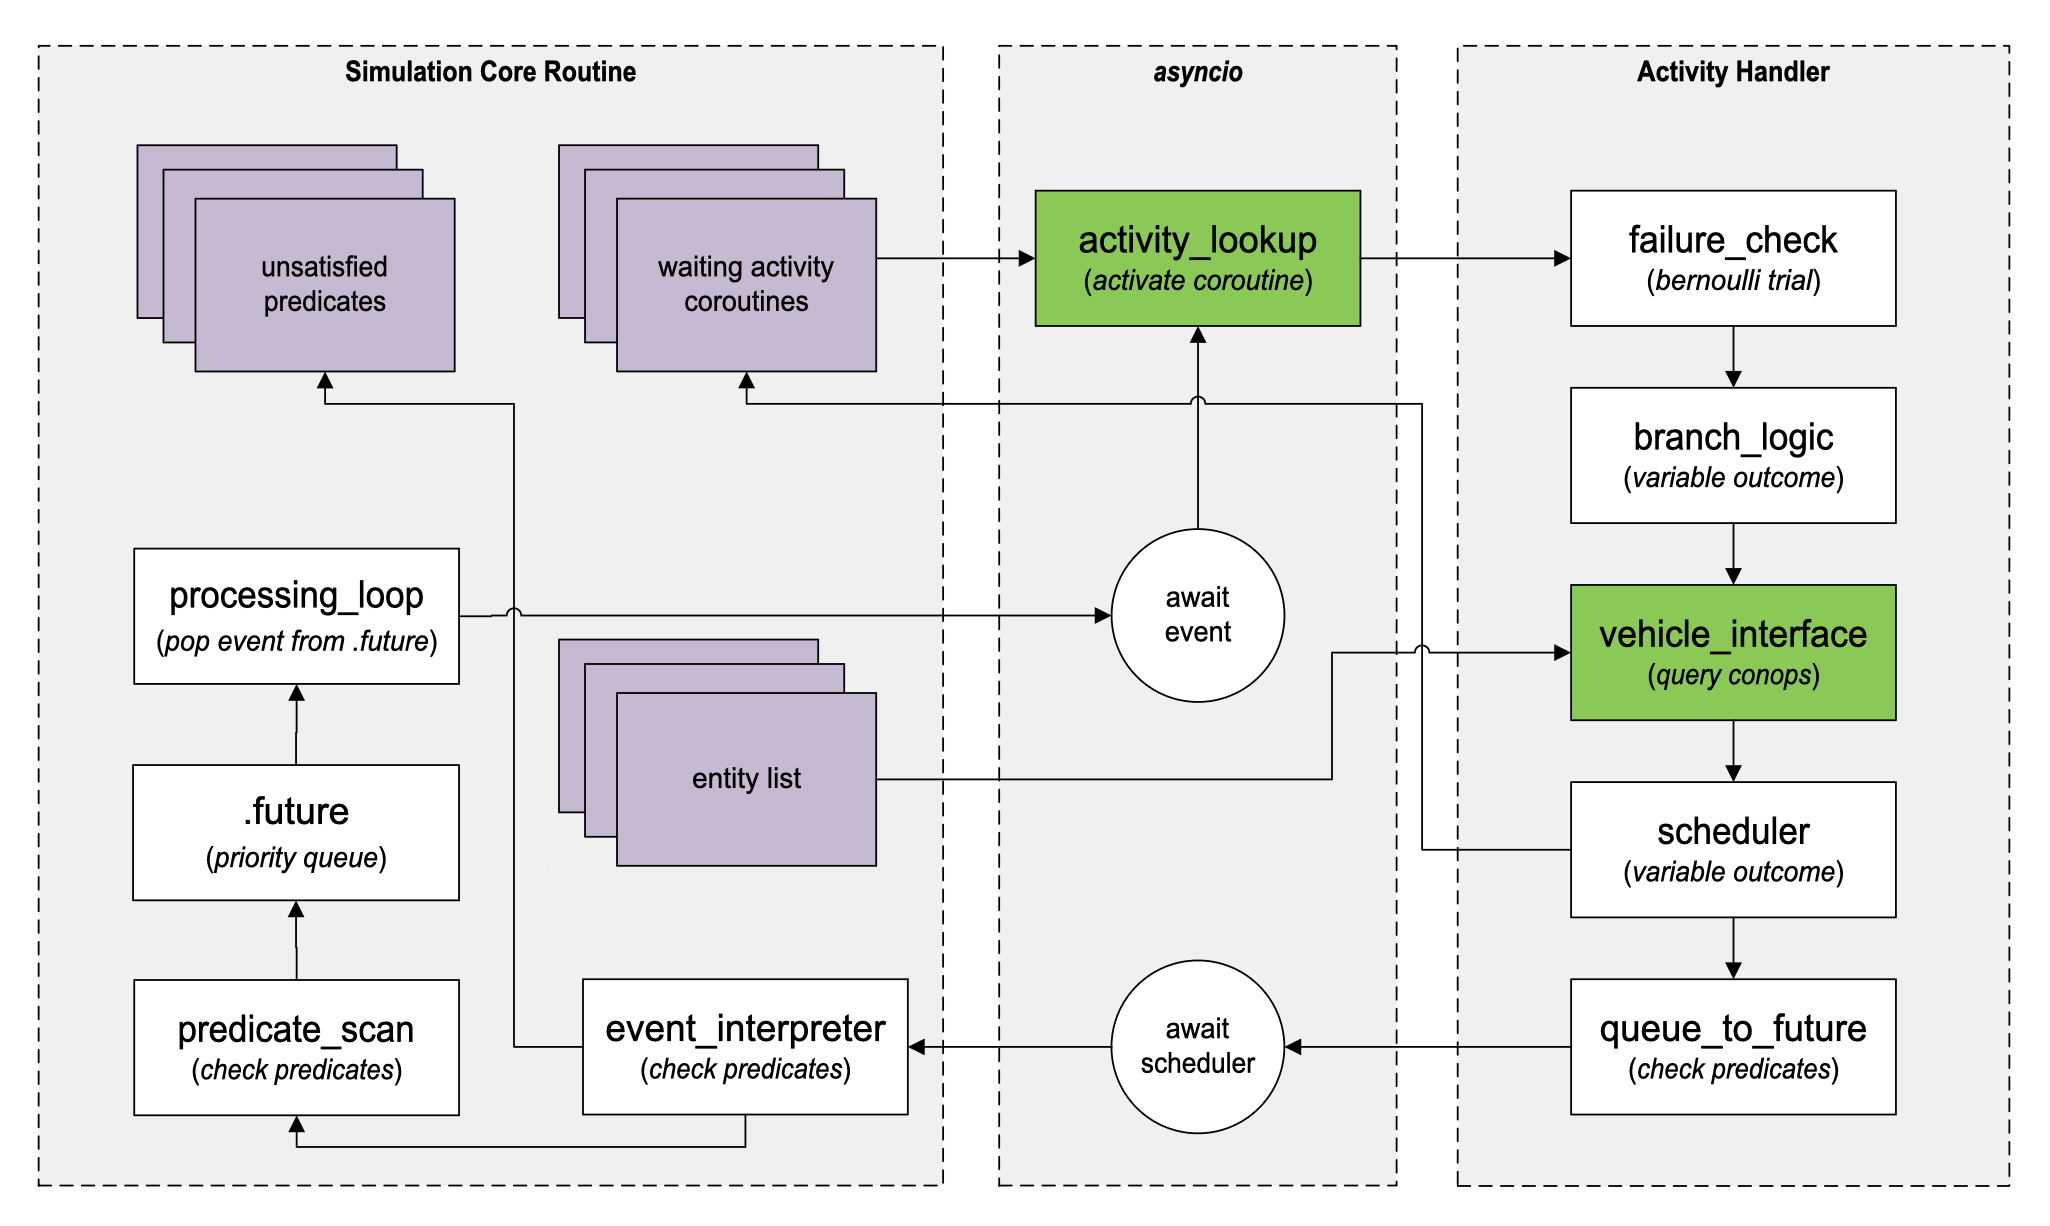 Simulation Core Routine
unsatisfied
predicates
waiting activity
coroutines
processing_loop
(pop event from .future)
entity list
.future
(priority queue)
predicate_scan
(check predicates)
event_interpreter
(check predicates)
asyncio
activity_lookup
(activate coroutine)
await
event
await
scheduler
Activity Handler
failure_check
(bernoulli trial)
branch_logic
(variable outcome)
vehicle_interface
(query conops)
scheduler
(variable outcome)
queue_to_future
(check predicates)